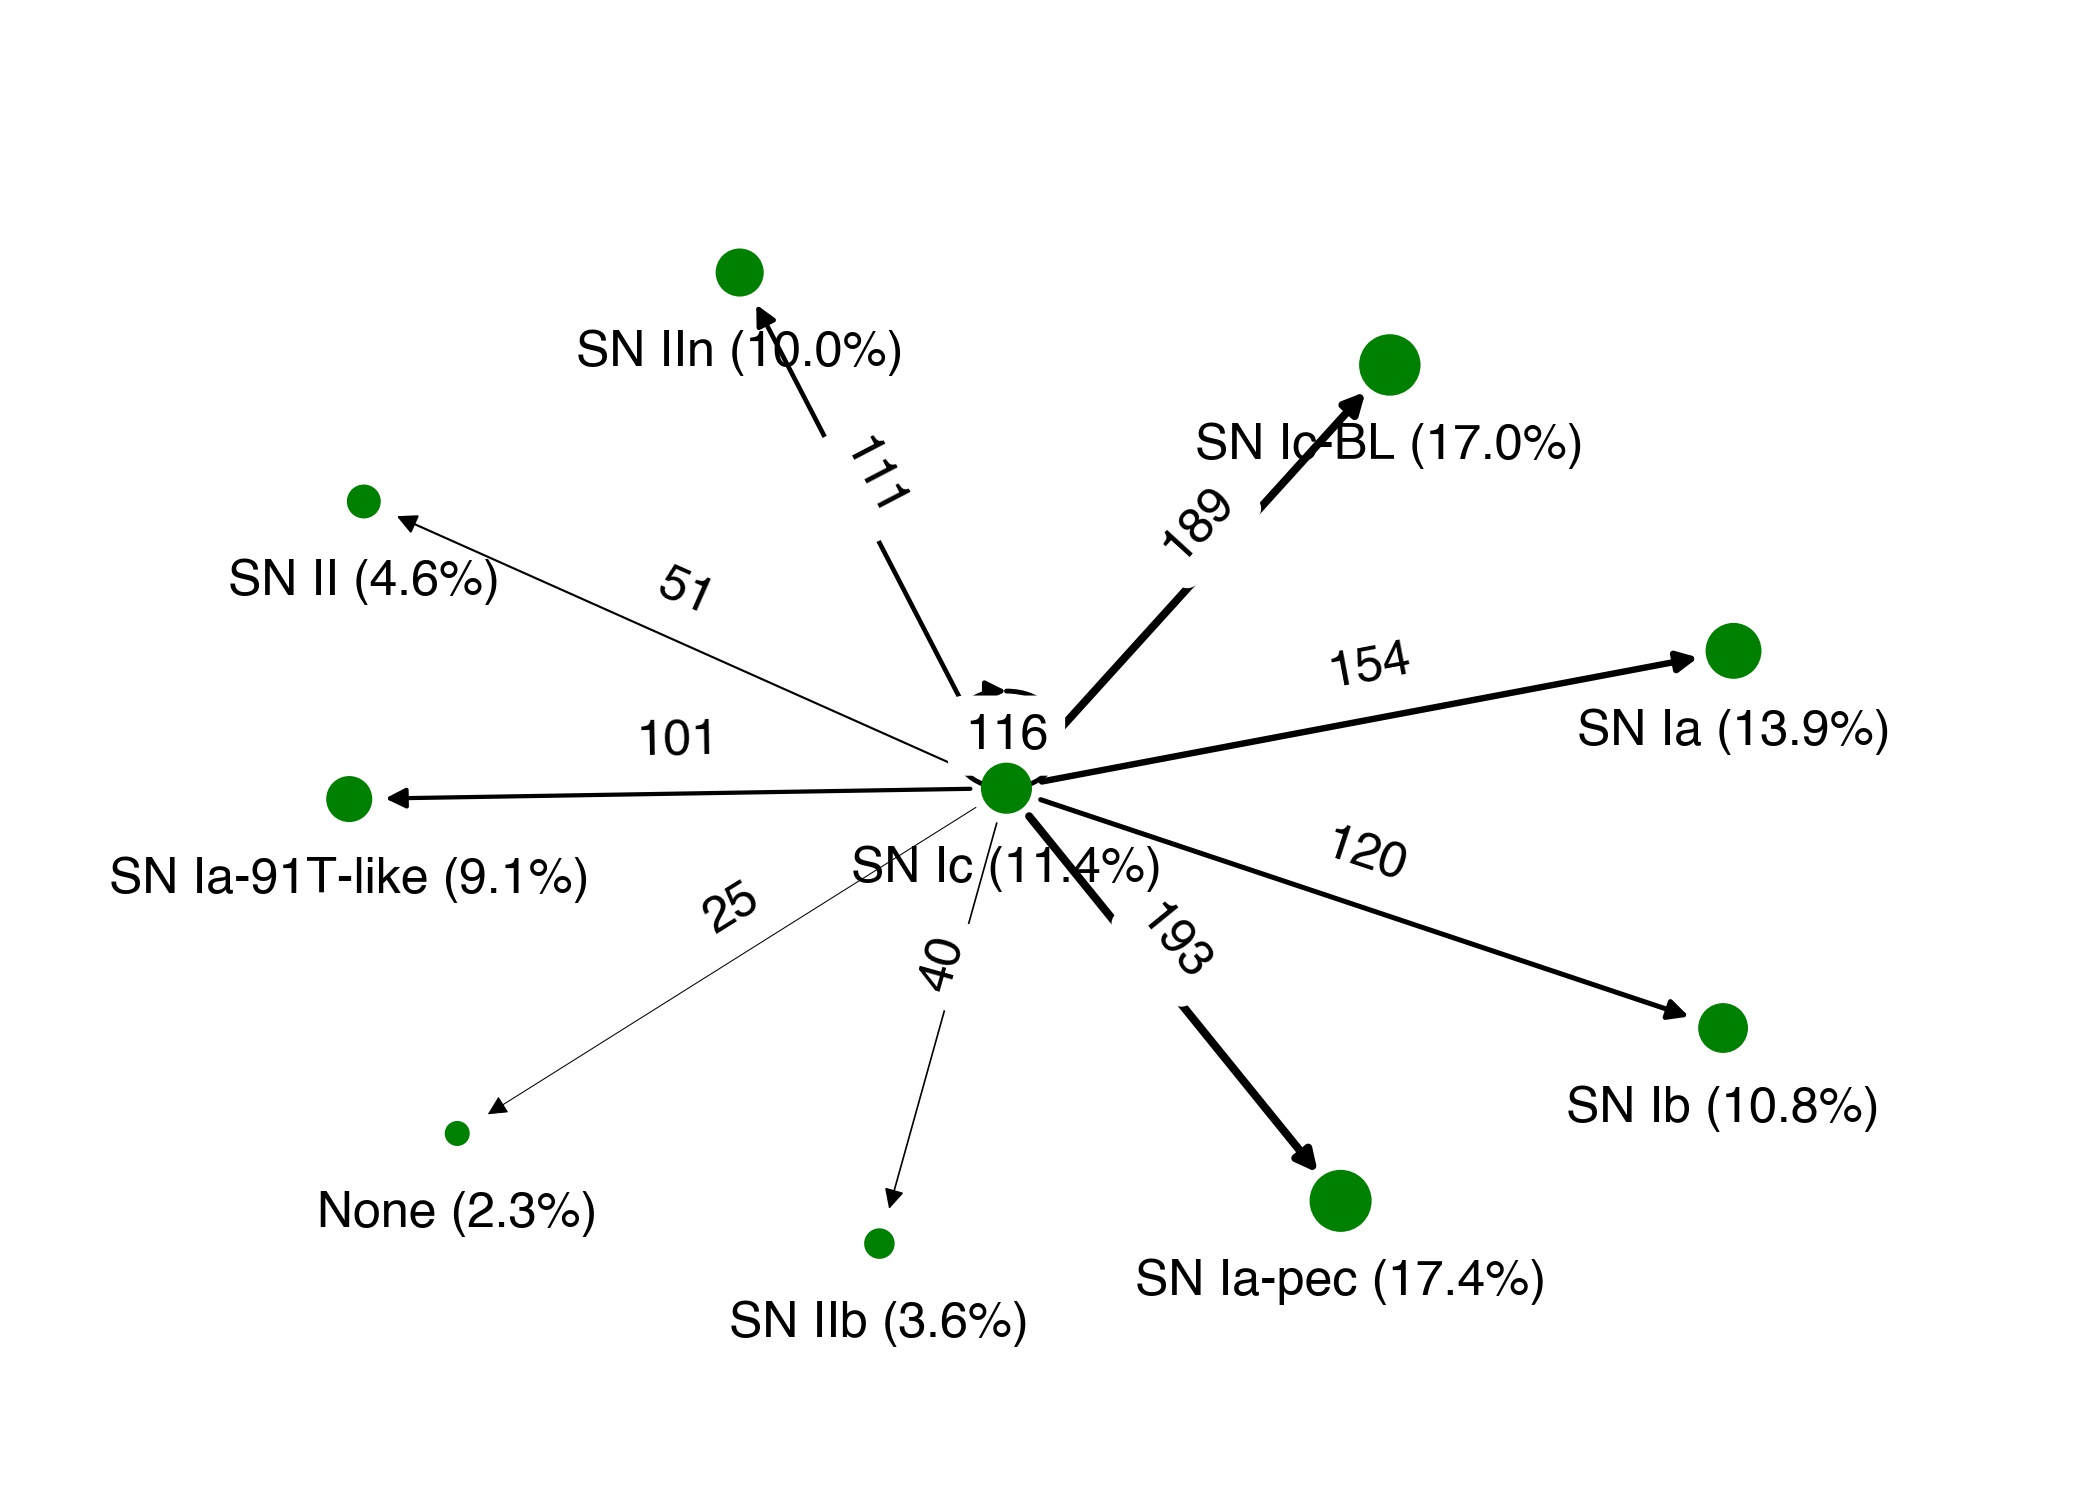 SN IIn (10.0%)
SN Ic-BL (17.0%)
111
189
SN II (4.6%)
51
154
SN Ia (13.9%)
101
116
SN Ia-91T-like (9.1%)
SN Ic (11.4%)
120
25
193
40
SN Ib (10.8%)
None (2.3%)
SN Ia-pec (17.4%)
SN IIb (3.6%)